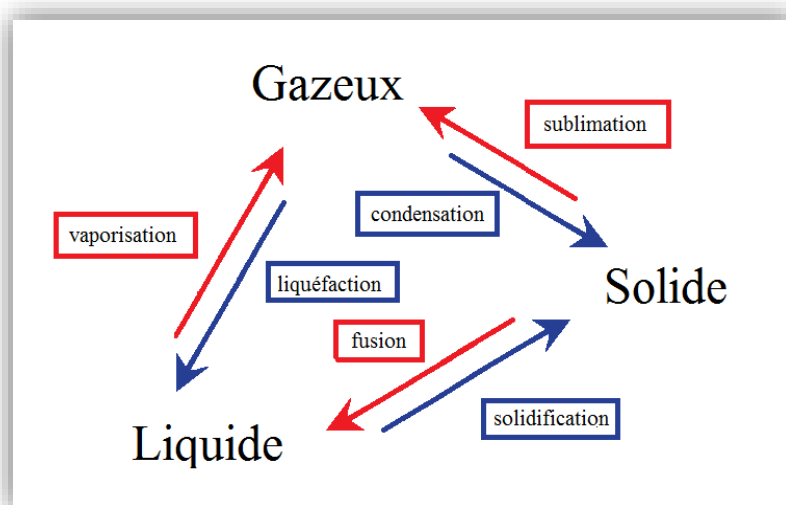 Gazeux
sublimation
condensation
vaporisation
liquéfaction
Solide
fusion
solidification
Liquide